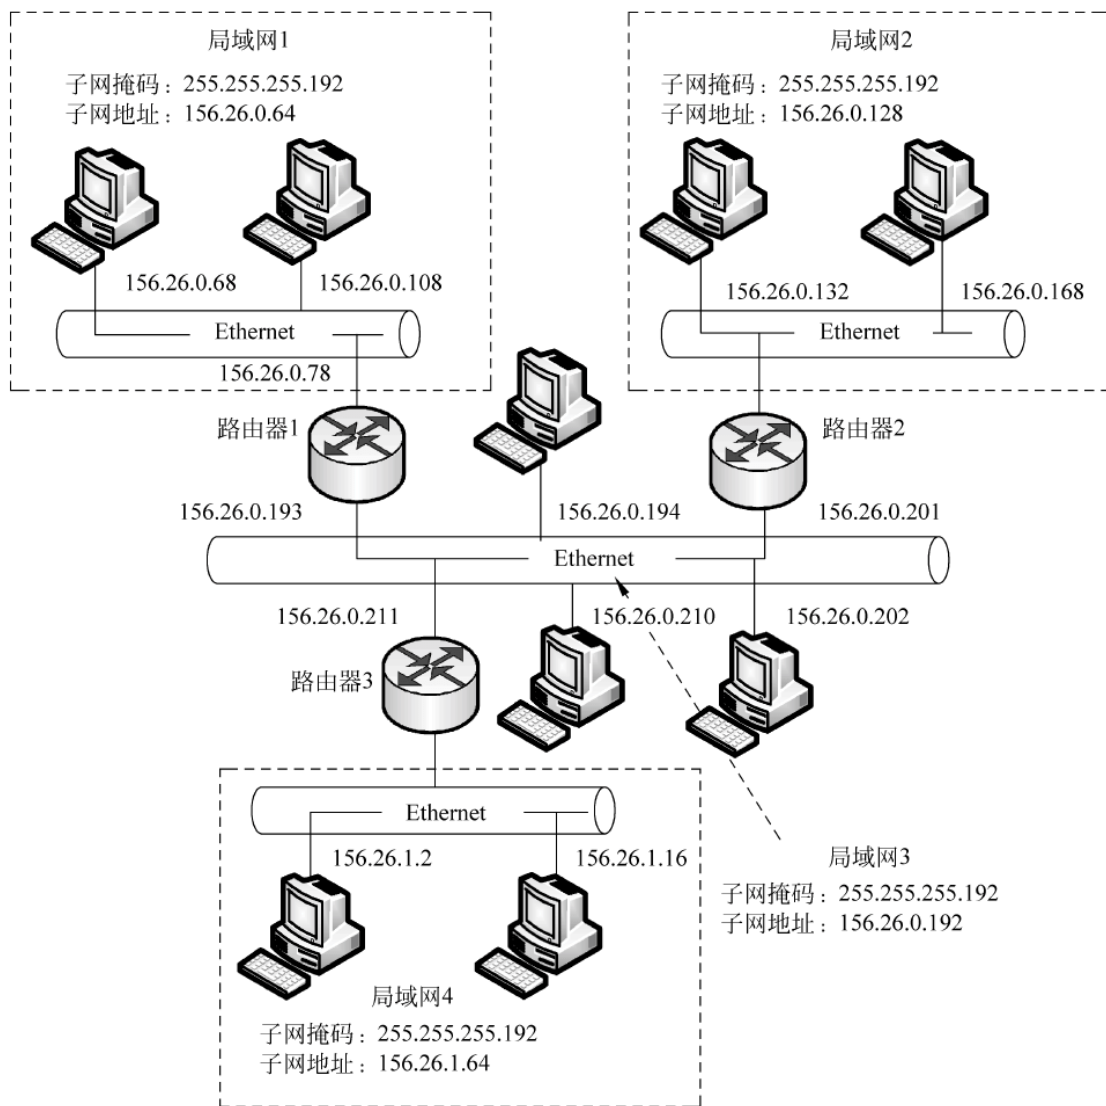 局域网1
子网掩码：255.255.255.192
子网地址：156.26.0.64
局域网2
子网掩码：255.255.255.192
子网地址：156.26.0.128
156.26.0.68
156.26.0.108
Ethernet
156.26.0.78
156.26.0.132
156.26.0.168
Ethernet
路由器1
路由器2
156.26.0.193
156.26.0.194
156.26.0.201
Ethernet
156.26.0.211
156.26.0.210
156.26.0.202
路由器3
Ethernet
156.26.1.2
156.26.1.16
局域网3
子网掩码：255.255.255.192
子网地址：156.26.0.192
局域网4
子网掩码：255.255.255.192
子网地址：156.26.1.64